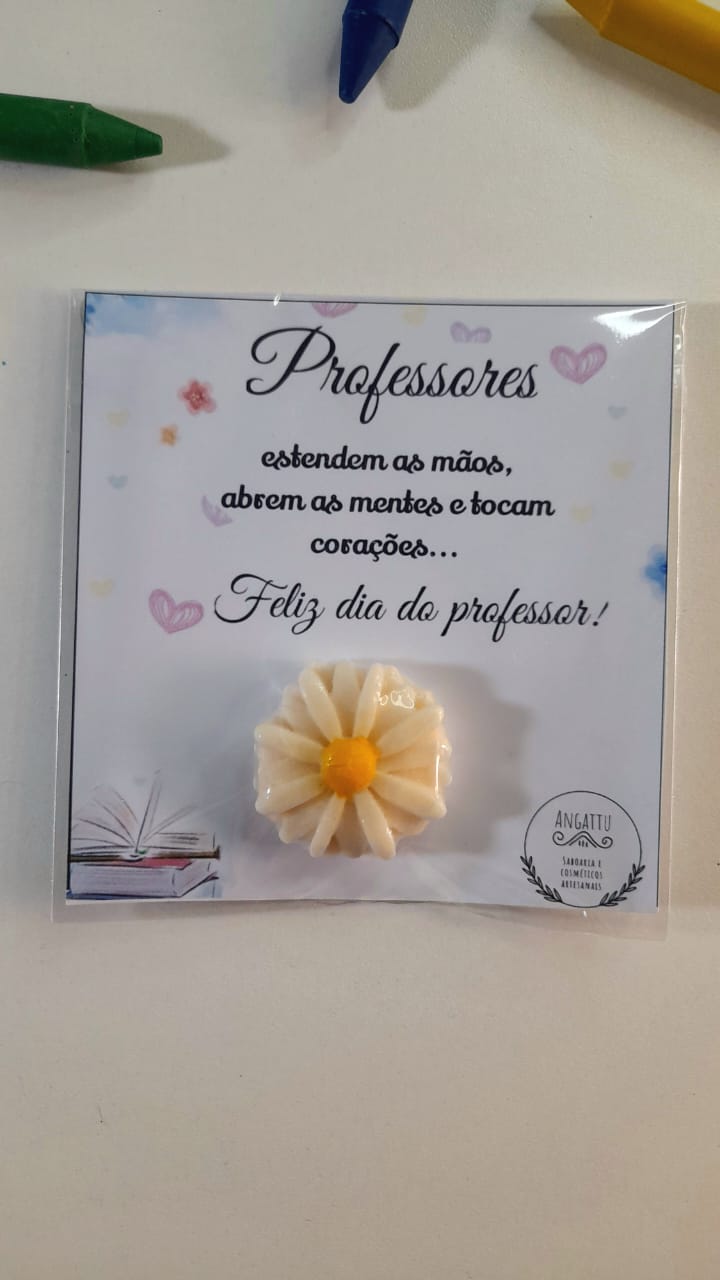 Professores
estendem as mãos,
abrem as mentes e tocam
corações...
Feliz dia do professor!
ANGATTU
SABOARIA E
COSMÉTICOS
ARTESANAIS